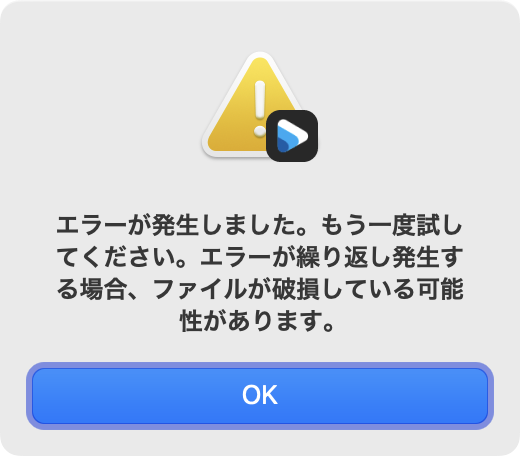 エラーが発生しました。もう一度試し
てください。エラーが繰り返し発生す
る場合、ファイルが破損している可能
性があります。
OK